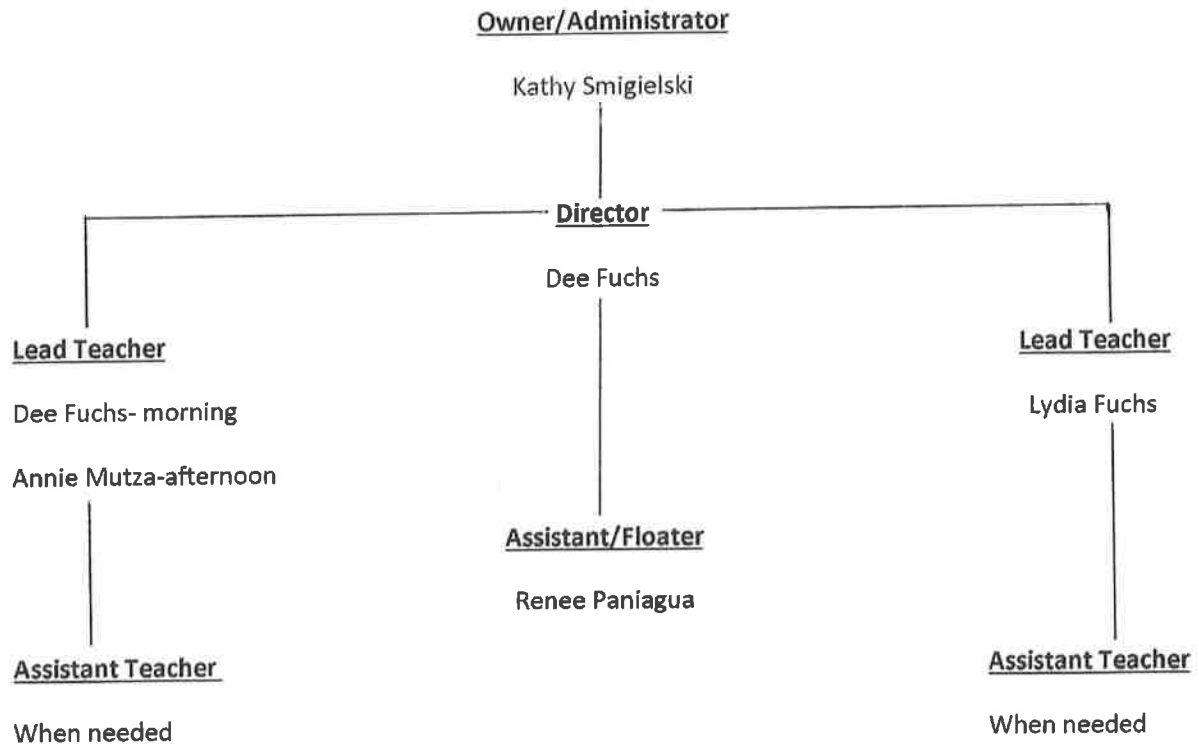 Owner/Administrator
Kathy Smigielski
Director
Dee Fuchs
Lead Teacher
Dee Fuchs- morning
Annie Mutza-afternoon
Lead Teacher
Lydia Fuchs
Assistant/Floater
Renee Paniagua
Assistant Teacher
When needed
Assistant Teacher
When needed